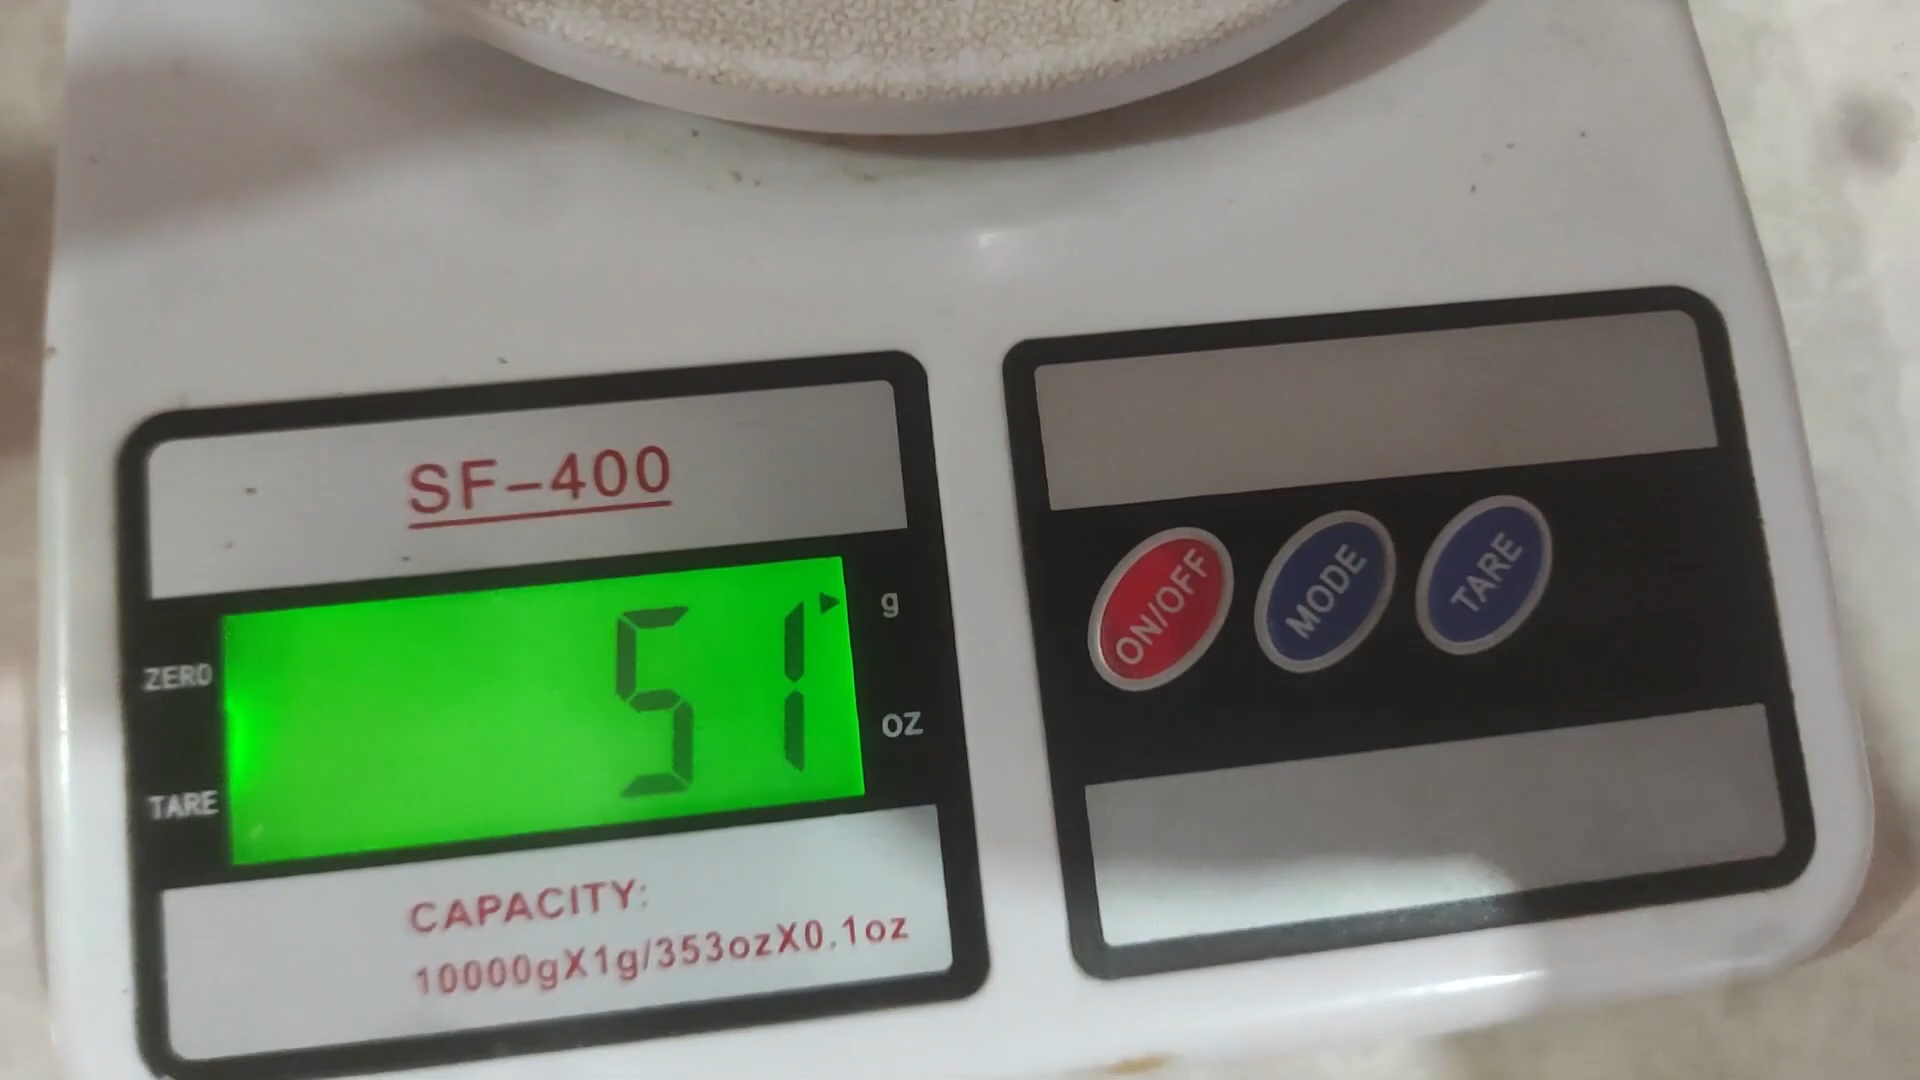 SF-400
ZERO
TARE
51
g
OZ
CAPACITY:
10000gX1g/353ozX0.1oz
ON/OFF
MODE
TARE